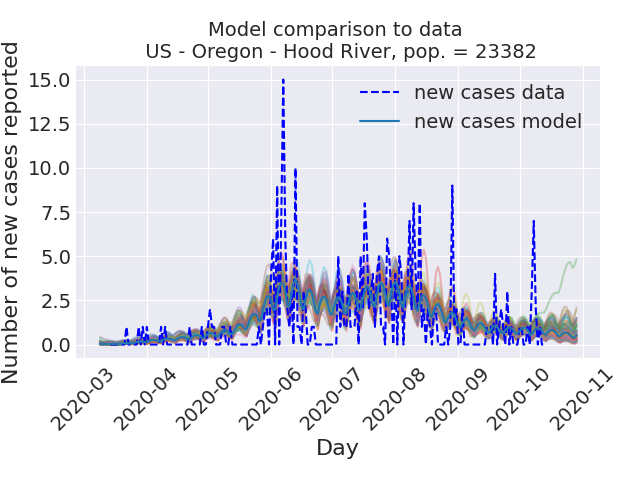 Model comparison to data
US - Oregon - Hood River, pop. = 23382
Number of new cases reported
15.0
12.5
10.0
7.5
5.0
2.5
0.0
new cases data
new cases model
2020-03
2020-04
2020-05
2020-06
2020-07
2020-08
2020-09
2020-10
2020-11
Day